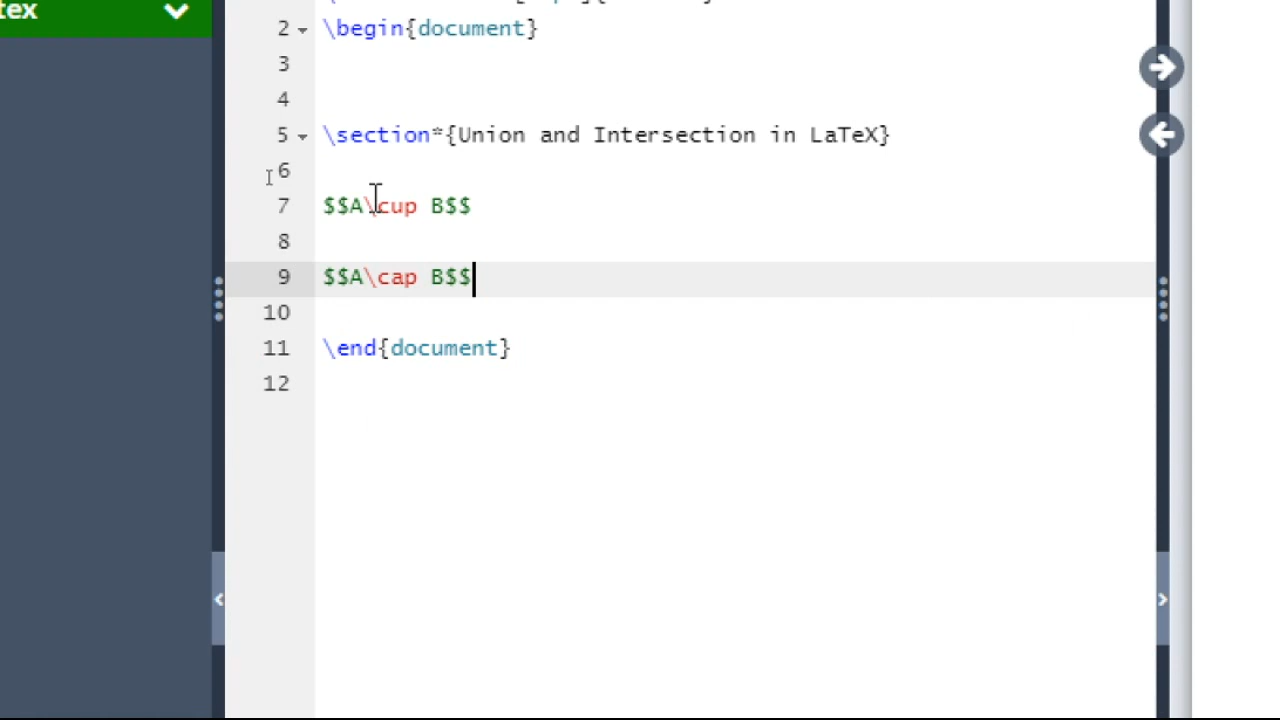 tex
2 \begin{document}
3
4
5 \section*{Union and Intersection in LaTeX}
6
7 $$A\cup B$$
8
9 $$A\cap B$$
10
11 \end{document}
12